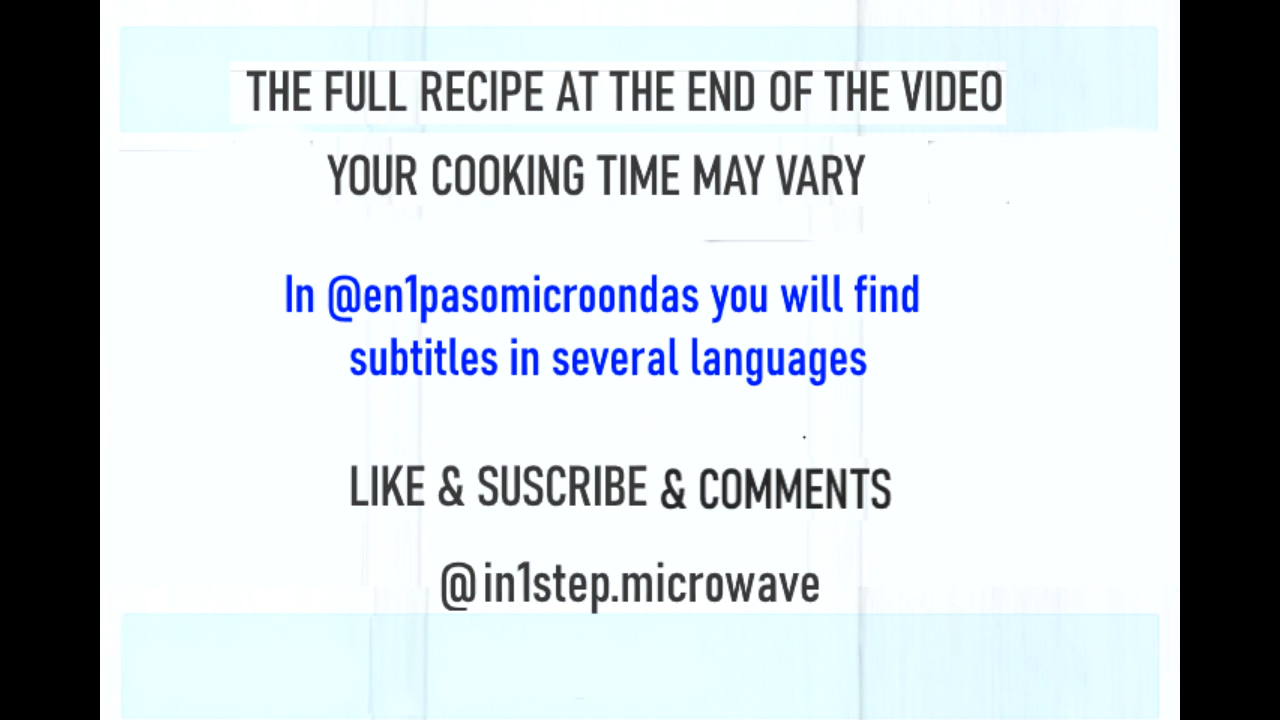 THE FULL RECIPE AT THE END OF THE VIDEO
YOUR COOKING TIME MAY VARY
In @en1pasomicroondas you will find
subtitles in several languages
LIKE & SUSCRIBE & COMMENTS
@in1step.microwave